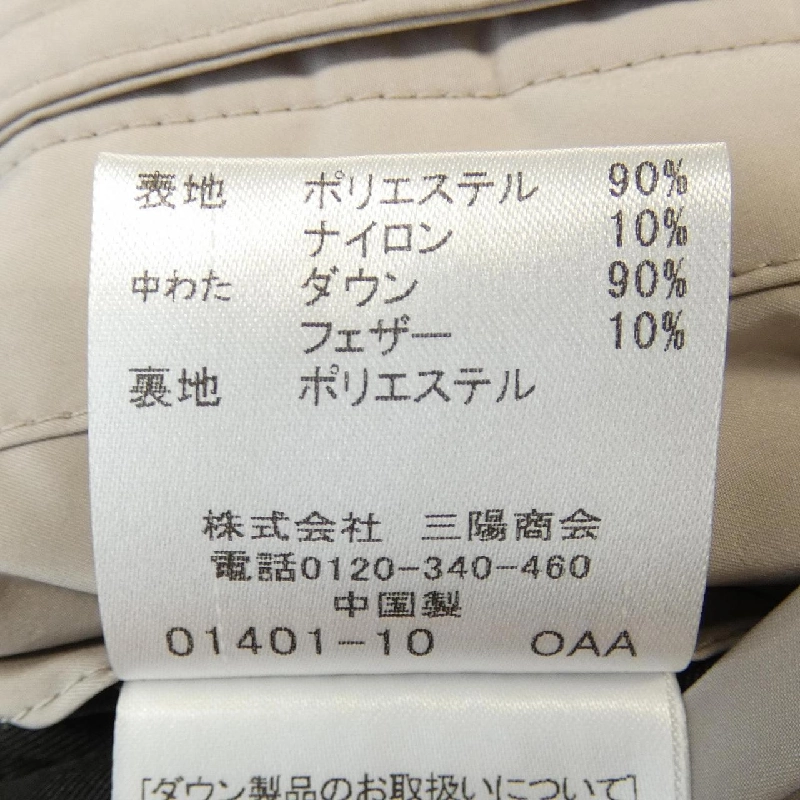 表地 ポリエステル 90%
ナイロン 10%
中わた ダウン 90%
フェザー 10%
裏地 ポリエステル
株式会社 三陽商会
電話0120-340-460
中国製
01401-10 OAA
[ダウン製品のお取扱いについて]